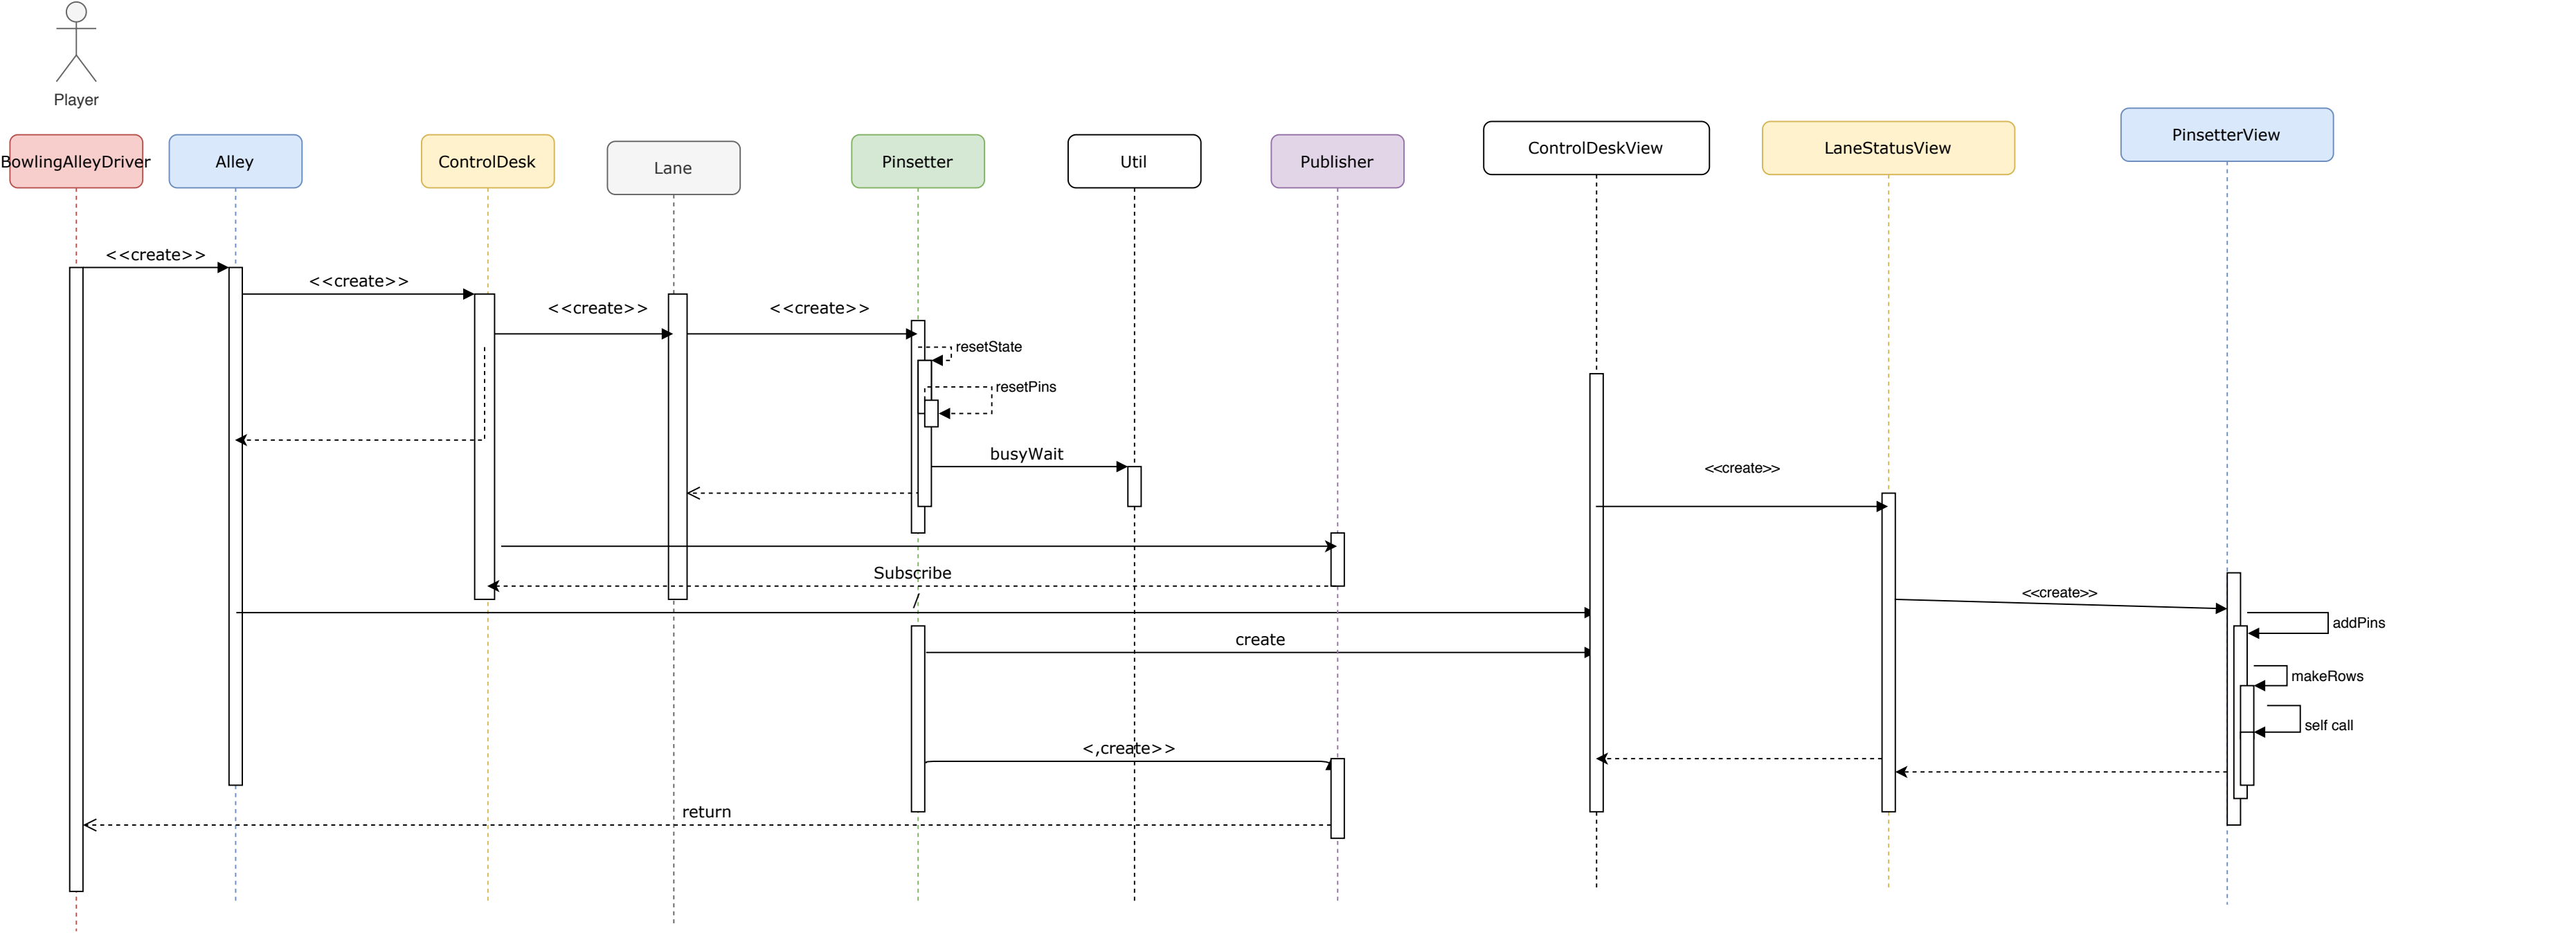 Player
BowlingAlleyDriver
Alley
ControlDesk
Lane
Pinsetter
Util
Publisher
ControlDeskView
LaneStatusView
PinsetterView
<<create>>
<<create>>
<<create>>
<<create>>
resetState
resetPins
busyWait
<<create>>
Subscribe
/
<<create>>
addPins
create
makeRows
self call
<,create>>
return